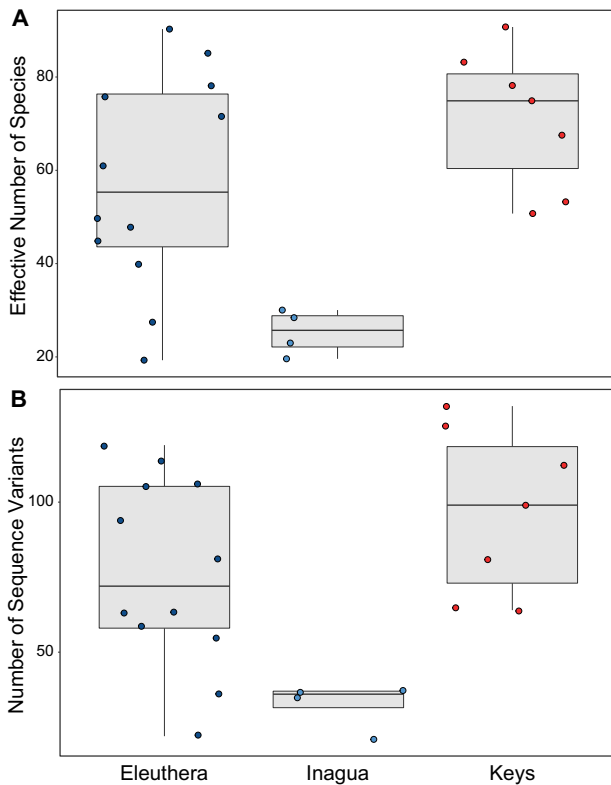 A
Effective Number of Species
80
60
40
20
B
Number of Sequence Variants
100
50
Eleuthera Inagua Keys